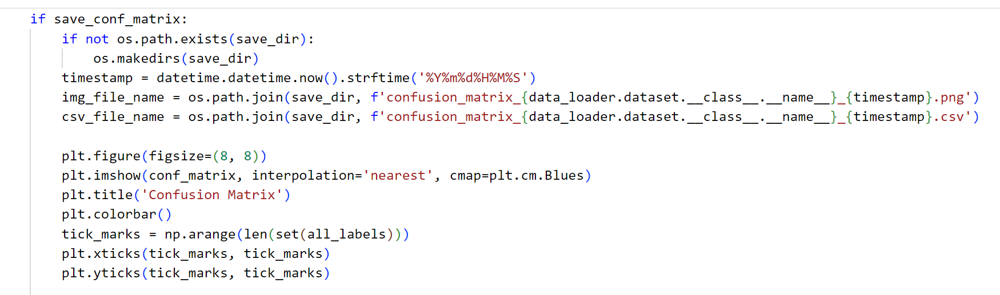 if save_conf_matrix:
    if not os.path.exists(save_dir):
        os.makedirs(save_dir)
    timestamp = datetime.datetime.now().strftime('%Y%m%d%H%M%S')
    img_file_name = os.path.join(save_dir, f'confusion_matrix_{data_loader.dataset.__class__.__name__}_{timestamp}.png')
    csv_file_name = os.path.join(save_dir, f'confusion_matrix_{data_loader.dataset.__class__.__name__}_{timestamp}.csv')

    plt.figure(figsize=(8, 8))
    plt.imshow(conf_matrix, interpolation='nearest', cmap=plt.cm.Blues)
    plt.title('Confusion Matrix')
    plt.colorbar()
    tick_marks = np.arange(len(set(all_labels)))
    plt.xticks(tick_marks, tick_marks)
    plt.yticks(tick_marks, tick_marks)